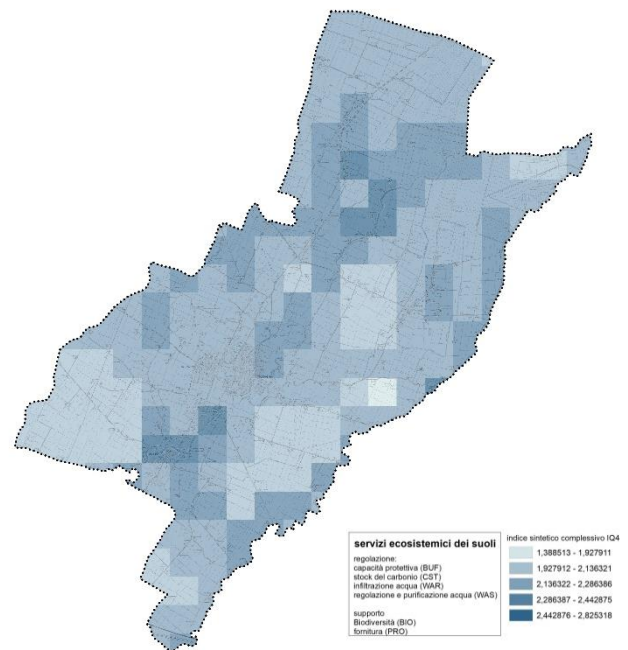 servizi ecosistemici dei suoli
regolazione:
capacità protettiva (BUF)
stock del carbonio (CST)
infiltrazione acqua (WAR)
regolazione e purificazione acqua (WAS)
supporto
Biodiversità (BIO)
fornitura (PRO)
indice sintetico complessivo IQ4
1,388513 - 1,927911
1,927912 - 2,136321
2,136322 - 2,286386
2,286387 - 2,442875
2,442876 - 2,825318